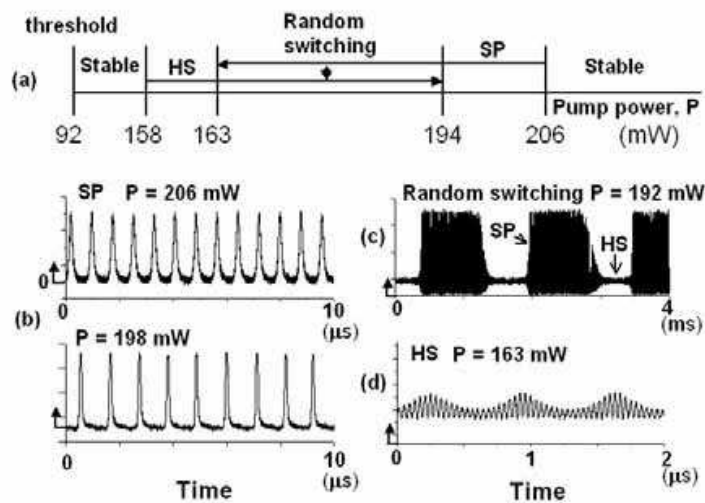 threshold
Random
switching
SP
Stable
HS
Stable
(a)
Pump power, P
92
158
163
194
206
(mW)
SP P = 206 mW
0
0
10
(μs)
(b)
P = 198 mW
0
10
(μs)
Time
Random switching P = 192 mW
(c)
SP
HS
0
4
(ms)
(d)
HS P = 163 mW
0
1
2
(μs)
Time